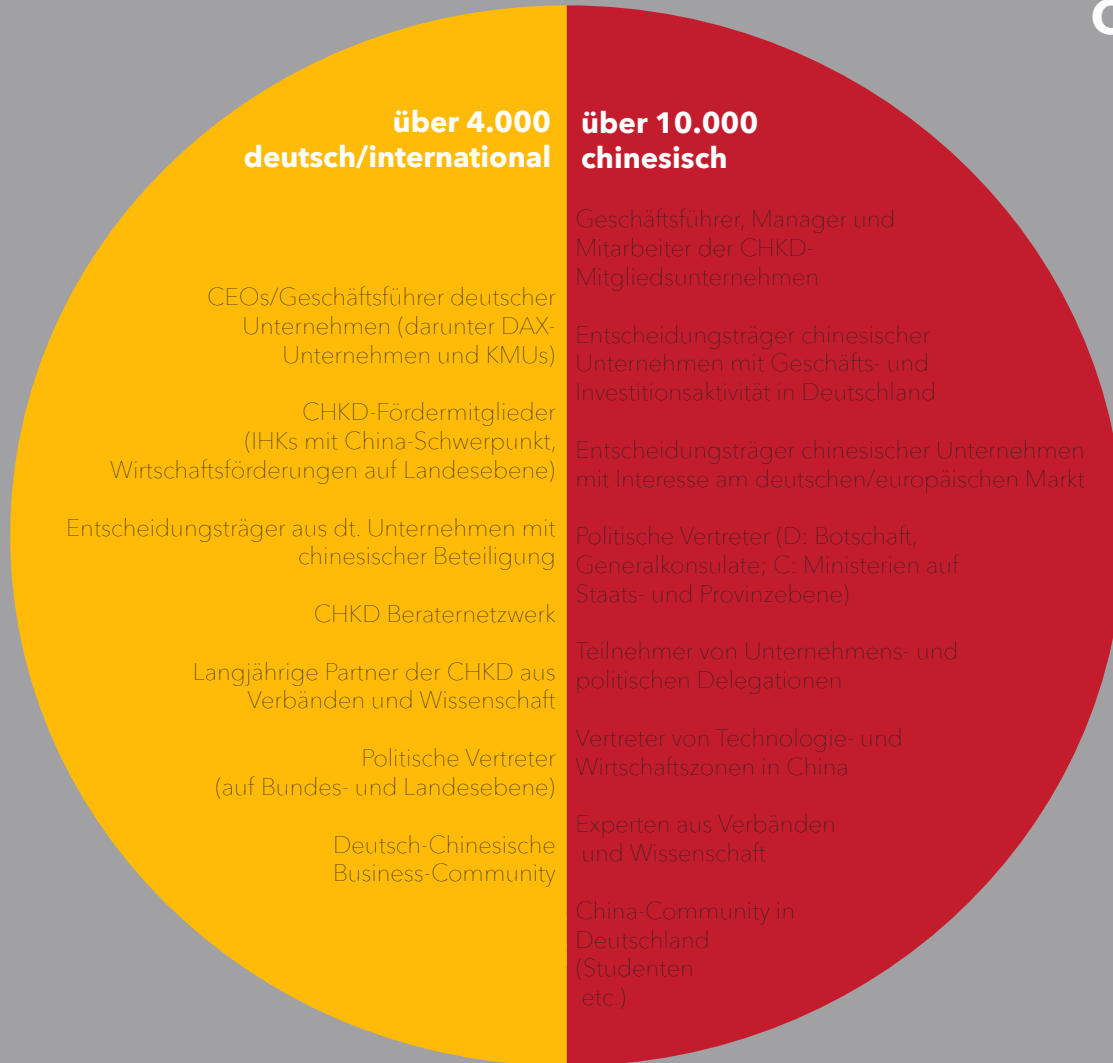 über 4.000
deutsch/international
CEOs/Geschäftsführer deutscher
Unternehmen (darunter DAX-
Unternehmen und KMUs)
CHKD-Fördermitglieder
(IHKs mit China-Schwerpunkt,
Wirtschaftsförderungen auf Landesebene)
Entscheidungsträger aus dt. Unternehmen mit
chinesischer Beteiligung
CHKD Beraternetzwerk
Langjährige Partner der CHKD aus
Verbänden und Wissenschaft
Politische Vertreter
(auf Bundes- und Landesebene)
Deutsch-Chinesische
Business-Community
über 10.000
chinesisch
Geschäftsführer, Manager und
Mitarbeiter der CHKD-
Mitgliedsunternehmen
Entscheidungsträger chinesischer
Unternehmen mit Geschäfts- und
Investitionsaktivität in Deutschland
Entscheidungsträger chinesischer Unternehmen
mit Interesse am deutschen/europäischen Markt
Politische Vertreter (D: Botschaft,
Generalkonsulate; C: Ministerien auf
Staats- und Provinzebene)
Teilnehmer von Unternehmens- und
politischen Delegationen
Vertreter von Technologie- und
Wirtschaftszonen in China
Experten aus Verbänden
und Wissenschaft
China-Community in
Deutschland
(Studenten
etc.)